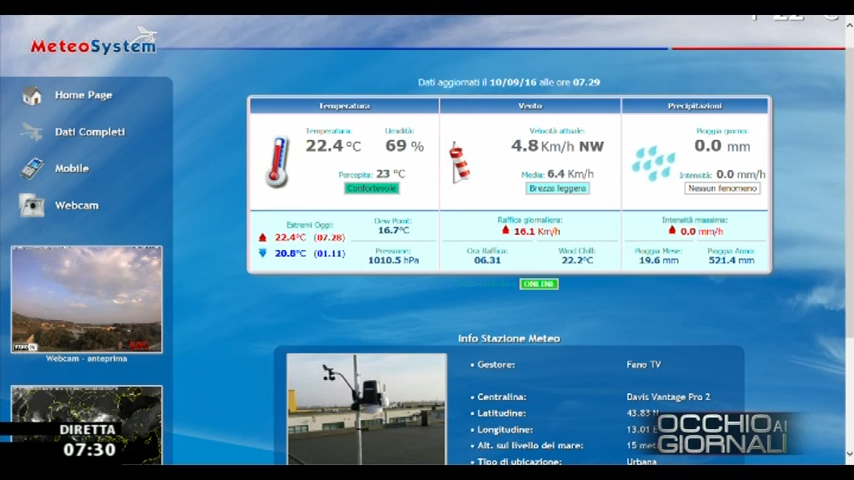 MeteoSystem
Home Page
Dati Completi
Mobile
Webcam
Webcam - anteprima
Dati aggiornati il 10/09/16 alle ore 07.29
Temperatura
Vento
Precipitazioni
Temperatura:
22.4°C
Umidità:
69 %
Percepita: 23 °C
Confortevole
Velocità attuale:
4.8 Km/h NW
Media: 6.4 Km/h
Brezza leggera
Pioggia giorno:
0.0 mm
Intensità: 0.0 mm/h
Nessun fenomeno
Estremi Oggi:
22.4°C (07.28)
20.8°C (01.11)
Dew Point:
16.7°C
Pressione:
1010.5 hPa
Raffica giornaliera:
16.1 Km/h
Ora Raffica:
06.31
Wind Chill:
22.2°C
Intensità massima:
0.0 mm/h
Pioggia Mese:
19.6 mm
Pioggia Anno:
521.4 mm
ONLINE
Info Stazione Meteo
• Gestore: Fano TV
• Centralina: Davis Vantage Pro 2
• Latitudine: 43.83 N
• Longitudine: 13.01 E
• Alt. sul livello del mare: 15 met
• Tipo di ubicazione: Urbana
DIRETTA
07:30
OCCHIO AI
GIORNALI